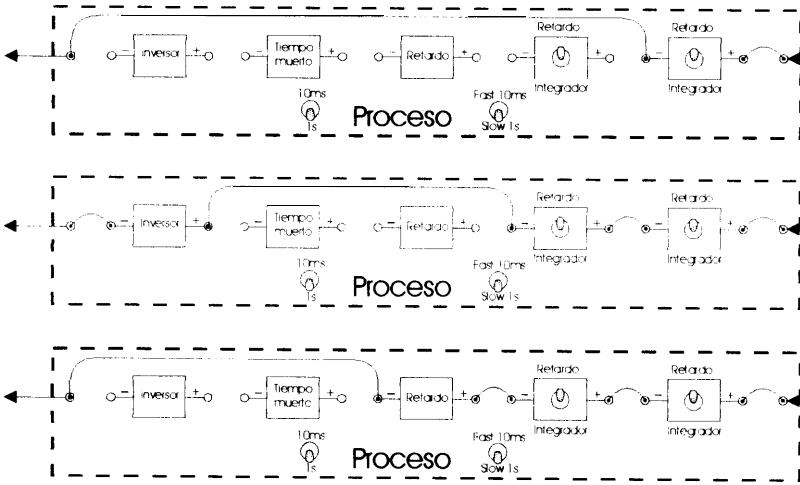 Retardo Retardo
− inversor + − Tiempo muerto + − Retardo + − + − +
Integrador Integrador
10ms Fast 10ms
1s Proceso Slow 1s
Retardo Retardo
− inversor + − Tiempo muerto + − Retardo + − + − +
Integrador Integrador
10ms Fast 10ms
1s Proceso Slow 1s
Retardo Retardo
− inversor + − Tiempo muerto + − Retardo + − + − +
Integrador Integrador
10ms Fast 10ms
1s Proceso Slow 1s